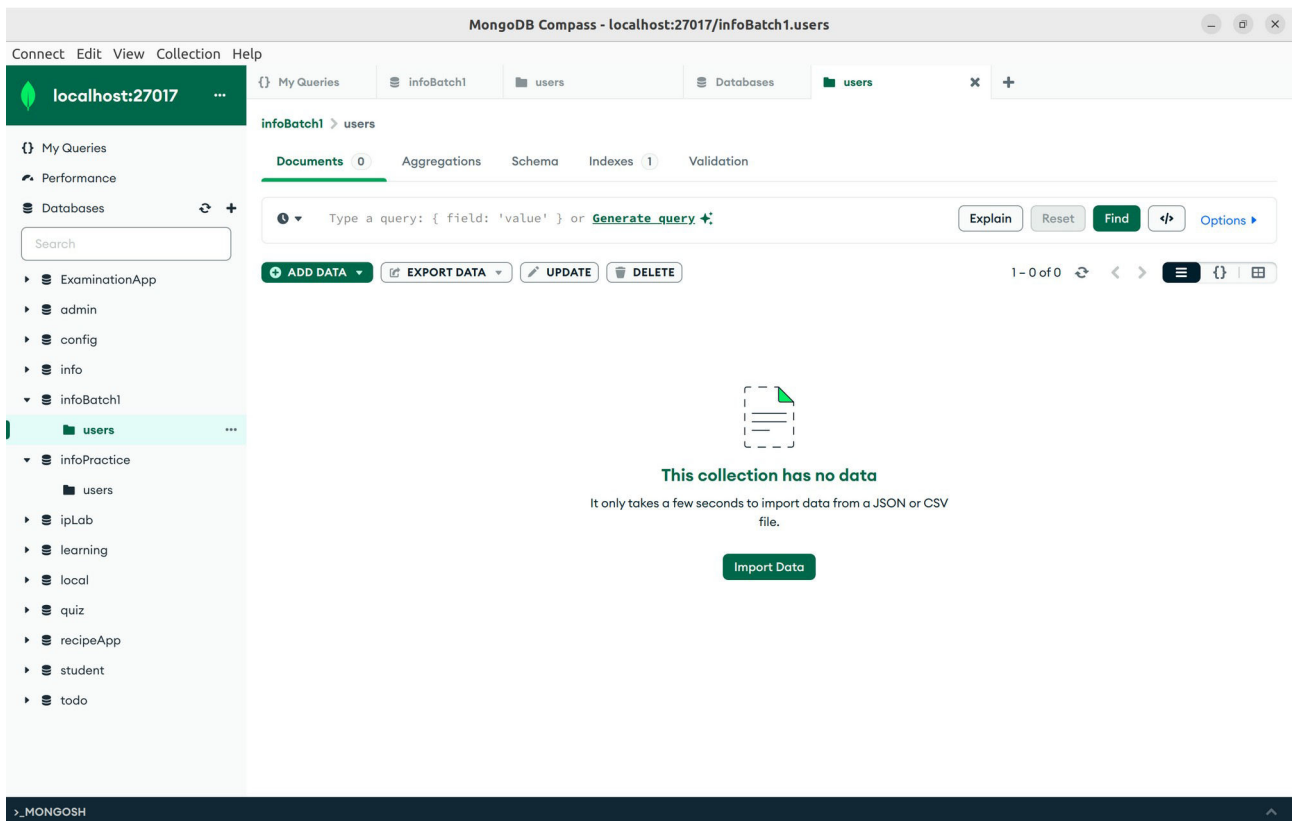 MongoDB Compass - localhost:27017/infoBatch1.users
Connect Edit View Collection Help
localhost:27017
{} My Queries
infoBatch1
users
Databases
users
infoBatch1 > users
My Queries
Performance
Databases
Search
ExaminationApp
admin
config
info
infoBatch1
users
infoPractice
users
ipLab
learning
local
quiz
recipeApp
student
todo
Documents 0 Aggregations Schema Indexes 1 Validation
Type a query: { field: 'value' } or Generate query
Explain Reset Find </> Options
ADD DATA EXPORT DATA UPDATE DELETE
1 – 0 of 0
{}
This collection has no data
It only takes a few seconds to import data from a JSON or CSV
file.
Import Data
>_MONGOSH